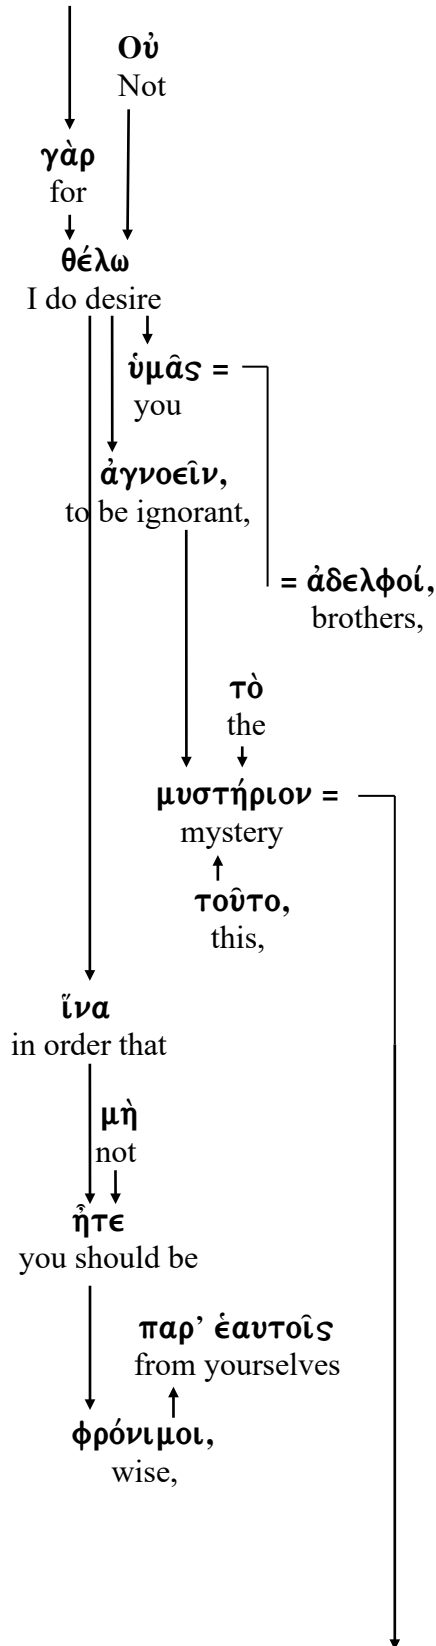 Οὐ
Not
γὰρ
for
θέλω
I do desire
ὑμᾶς =
you
ἀγνοεῖν,
to be ignorant,
= ἀδελφοί,
brothers,
τὸ
the
μυστήριον =
mystery
τοῦτο,
this,
ἵνα
in order that
μὴ
not
ἦτε
you should be
παρ’ ἑαυτοῖς
from yourselves
φρόνιμοι,
wise,